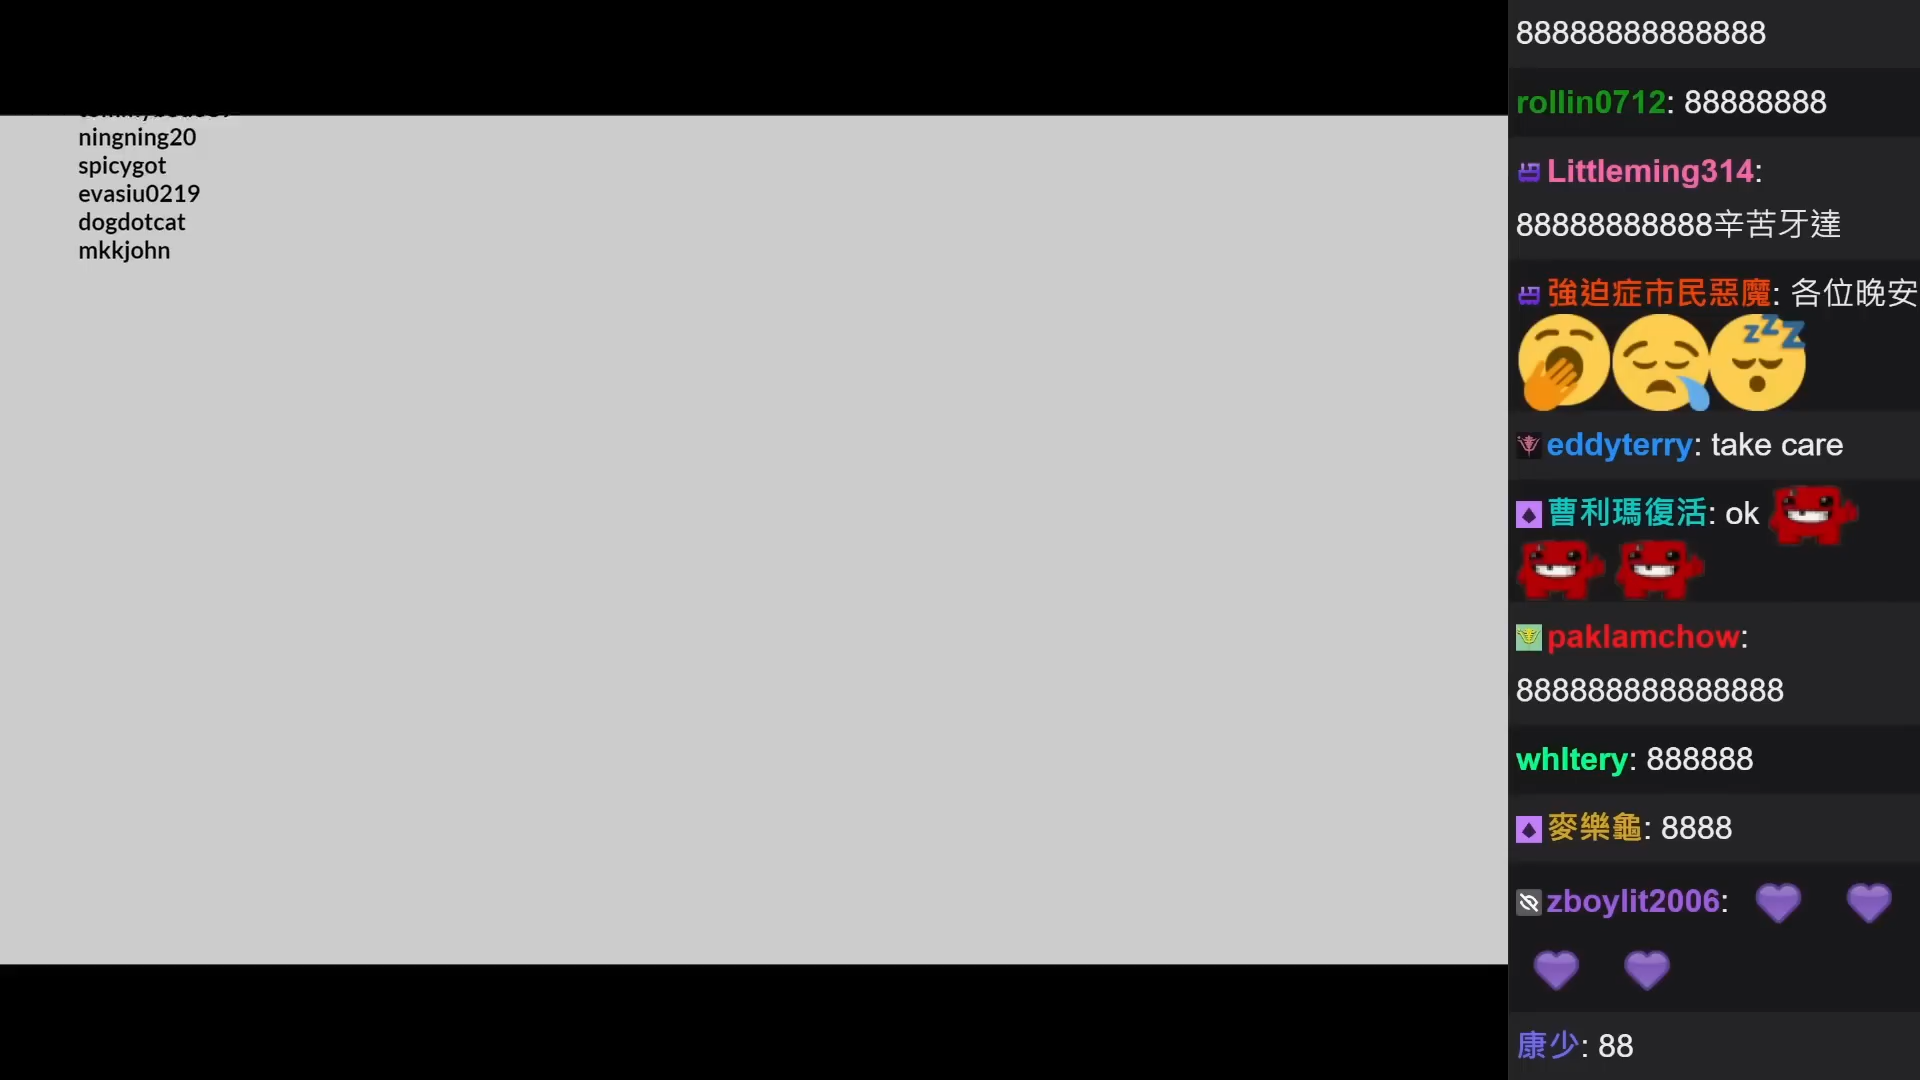 ningning20
spicygot
evasiu0219
dogdotcat
mkkjohn
88888888888888
rollin0712: 88888888
Littleming314:
88888888888辛苦牙達
強迫症市民惡魔: 各位晚安
eddyterry: take care
曹利瑪復活: ok
paklamchow:
888888888888888
whltery: 888888
麥樂龜: 8888
zboylit2006:
康少: 88